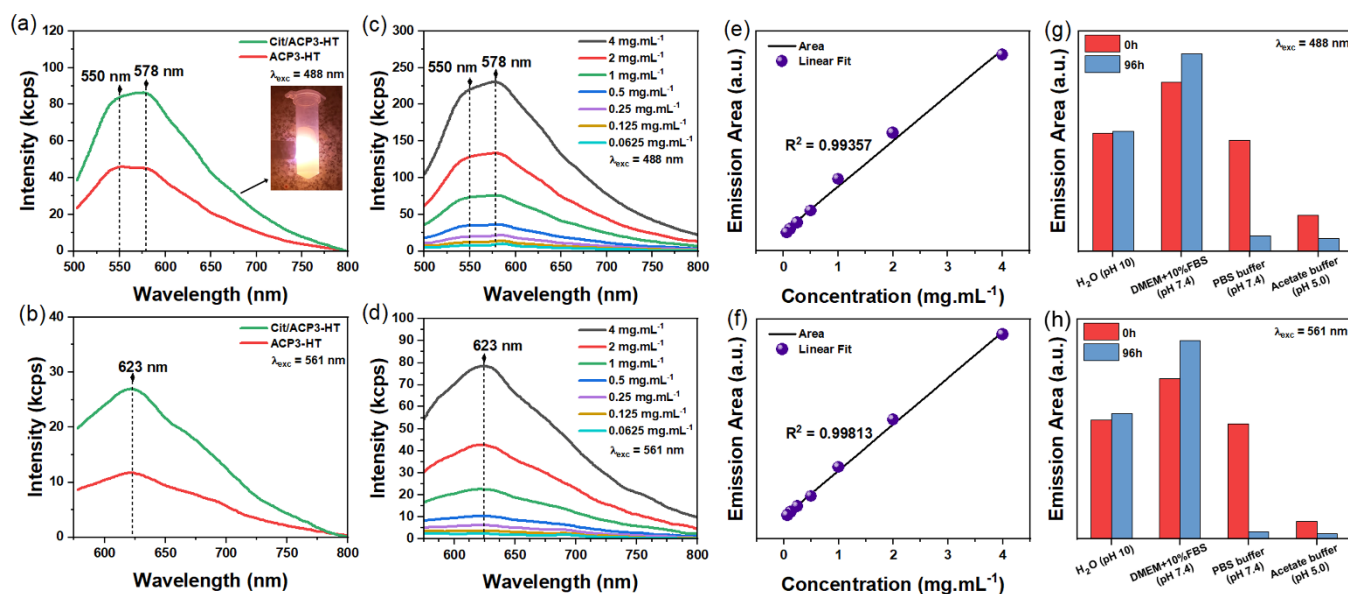 (a)
Intensity (kcps)
100
80
60
40
20
0
550 nm
578 nm
Cit/ACP3-HT
ACP3-HT
λexc = 488 nm
500 550 600 650 700 750 800
Wavelength (nm)
(c)
Intensity (kcps)
300
250
200
150
100
50
0
550 nm
578 nm
4 mg.mL⁻¹
2 mg.mL⁻¹
1 mg.mL⁻¹
0.5 mg.mL⁻¹
0.25 mg.mL⁻¹
0.125 mg.mL⁻¹
0.0625 mg.mL⁻¹
λexc = 488 nm
500 550 600 650 700 750 800
Wavelength (nm)
(e)
Emission Area (a.u.)
Area
Linear Fit
R² = 0.99357
0 1 2 3 4
Concentration (mg.mL⁻¹)
(g)
Emission Area (a.u.)
0h
96h
λexc = 488 nm
H₂O (pH 10)
DMEM+10%FBS
(pH 7.4)
PBS buffer
(pH 7.4)
Acetate buffer
(pH 5.0)
(b)
Intensity (kcps)
40
30
20
10
0
623 nm
Cit/ACP3-HT
ACP3-HT
λexc = 561 nm
600 650 700 750 800
Wavelength (nm)
(d)
Intensity (kcps)
100
90
80
70
60
50
40
30
20
10
0
623 nm
4 mg.mL⁻¹
2 mg.mL⁻¹
1 mg.mL⁻¹
0.5 mg.mL⁻¹
0.25 mg.mL⁻¹
0.125 mg.mL⁻¹
0.0625 mg.mL⁻¹
λexc = 561 nm
600 650 700 750 800
Wavelength (nm)
(f)
Emission Area (a.u.)
Area
Linear Fit
R² = 0.99813
0 1 2 3 4
Concentration (mg.mL⁻¹)
(h)
Emission Area (a.u.)
0h
96h
λexc = 561 nm
H₂O (pH 10)
DMEM+10%FBS
(pH 7.4)
PBS buffer
(pH 7.4)
Acetate buffer
(pH 5.0)